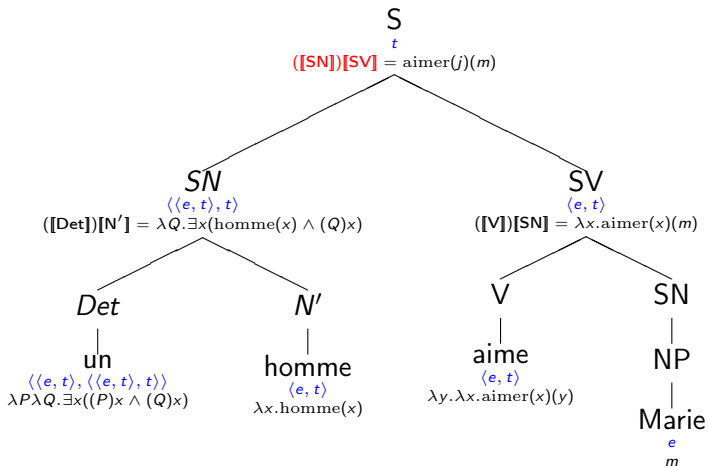 S
t
(⟦SN⟧)⟦SV⟧ = aimer(j)(m)
SN
⟨⟨e, t⟩, t⟩
(⟦Det⟧)⟦N′⟧ = λQ.∃x(homme(x) ∧ (Q)x)
SV
⟨e, t⟩
(⟦V⟧)⟦SN⟧ = λx.aimer(x)(m)
Det
N′
V
SN
un
⟨⟨e, t⟩, ⟨⟨e, t⟩, t⟩⟩
λPλQ.∃x((P)x ∧ (Q)x)
homme
⟨e, t⟩
λx.homme(x)
aime
⟨e, t⟩
λy.λx.aimer(x)(y)
NP
Marie
e
m